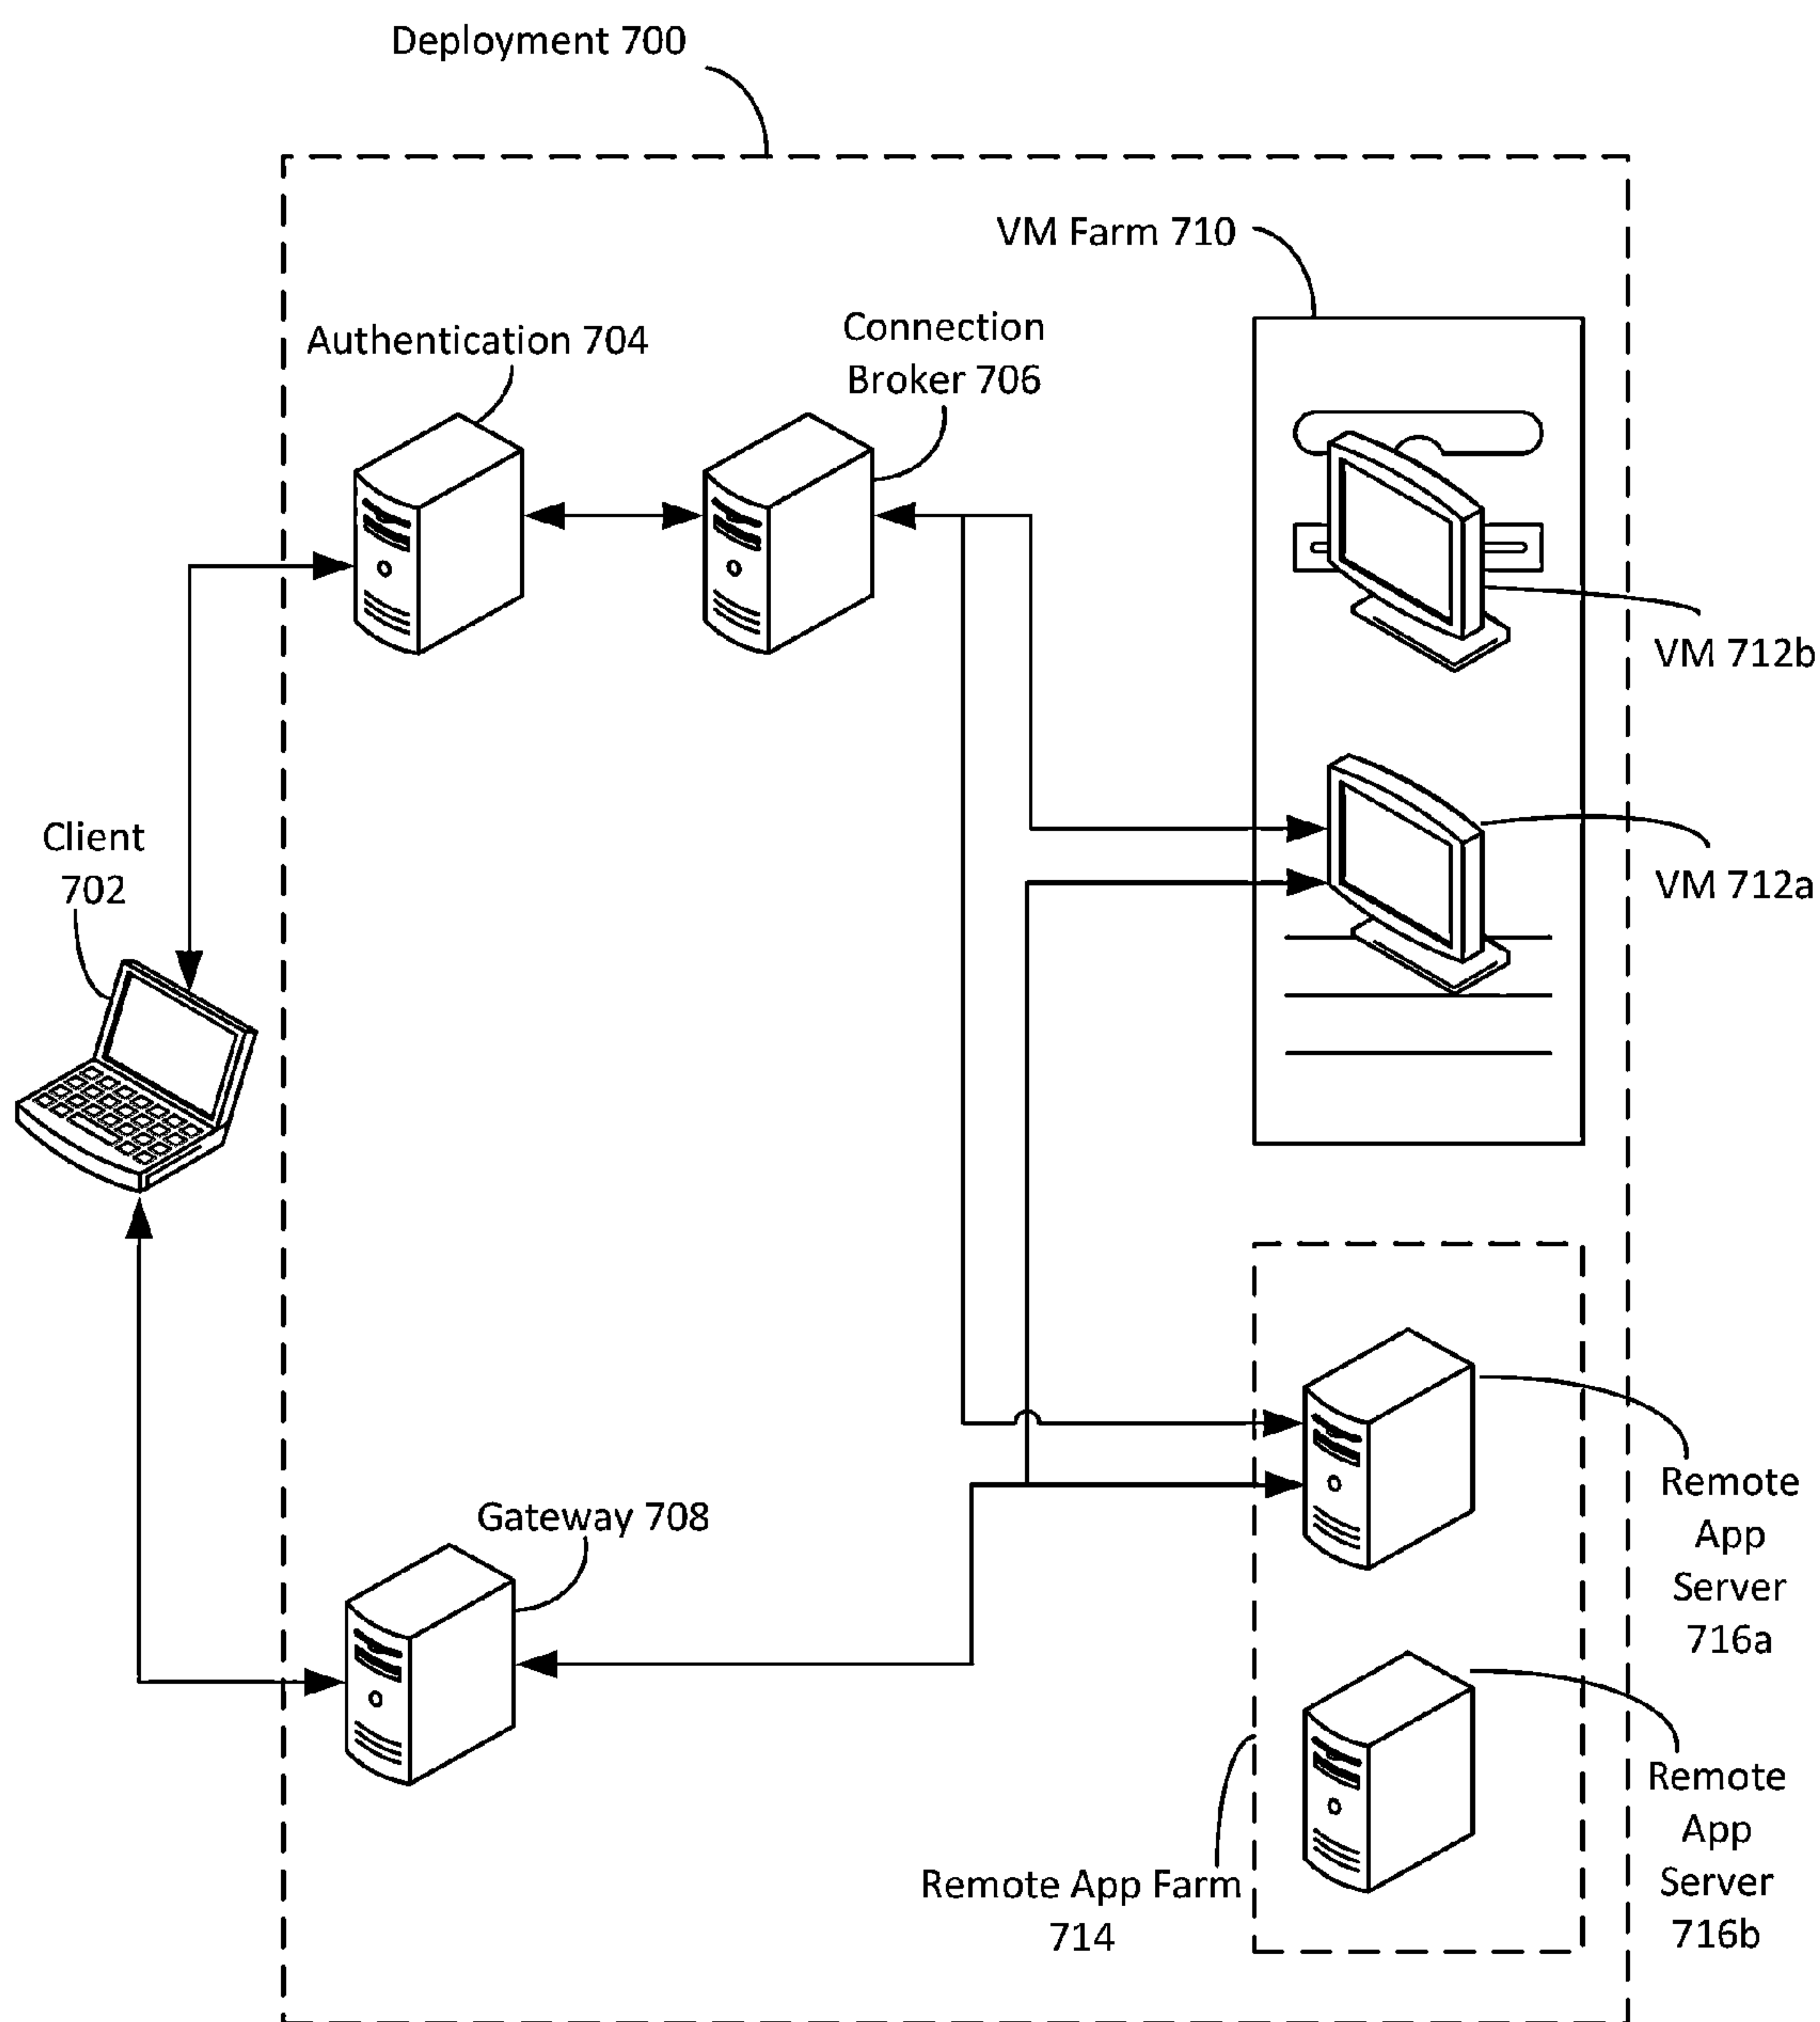 Deployment 700
VM Farm 710
Authentication 704
Connection
Broker 706
VM 712b
Client
702
VM 712a
Remote
App
Server
716a
Gateway 708
Remote
App
Server
716b
Remote App Farm
714